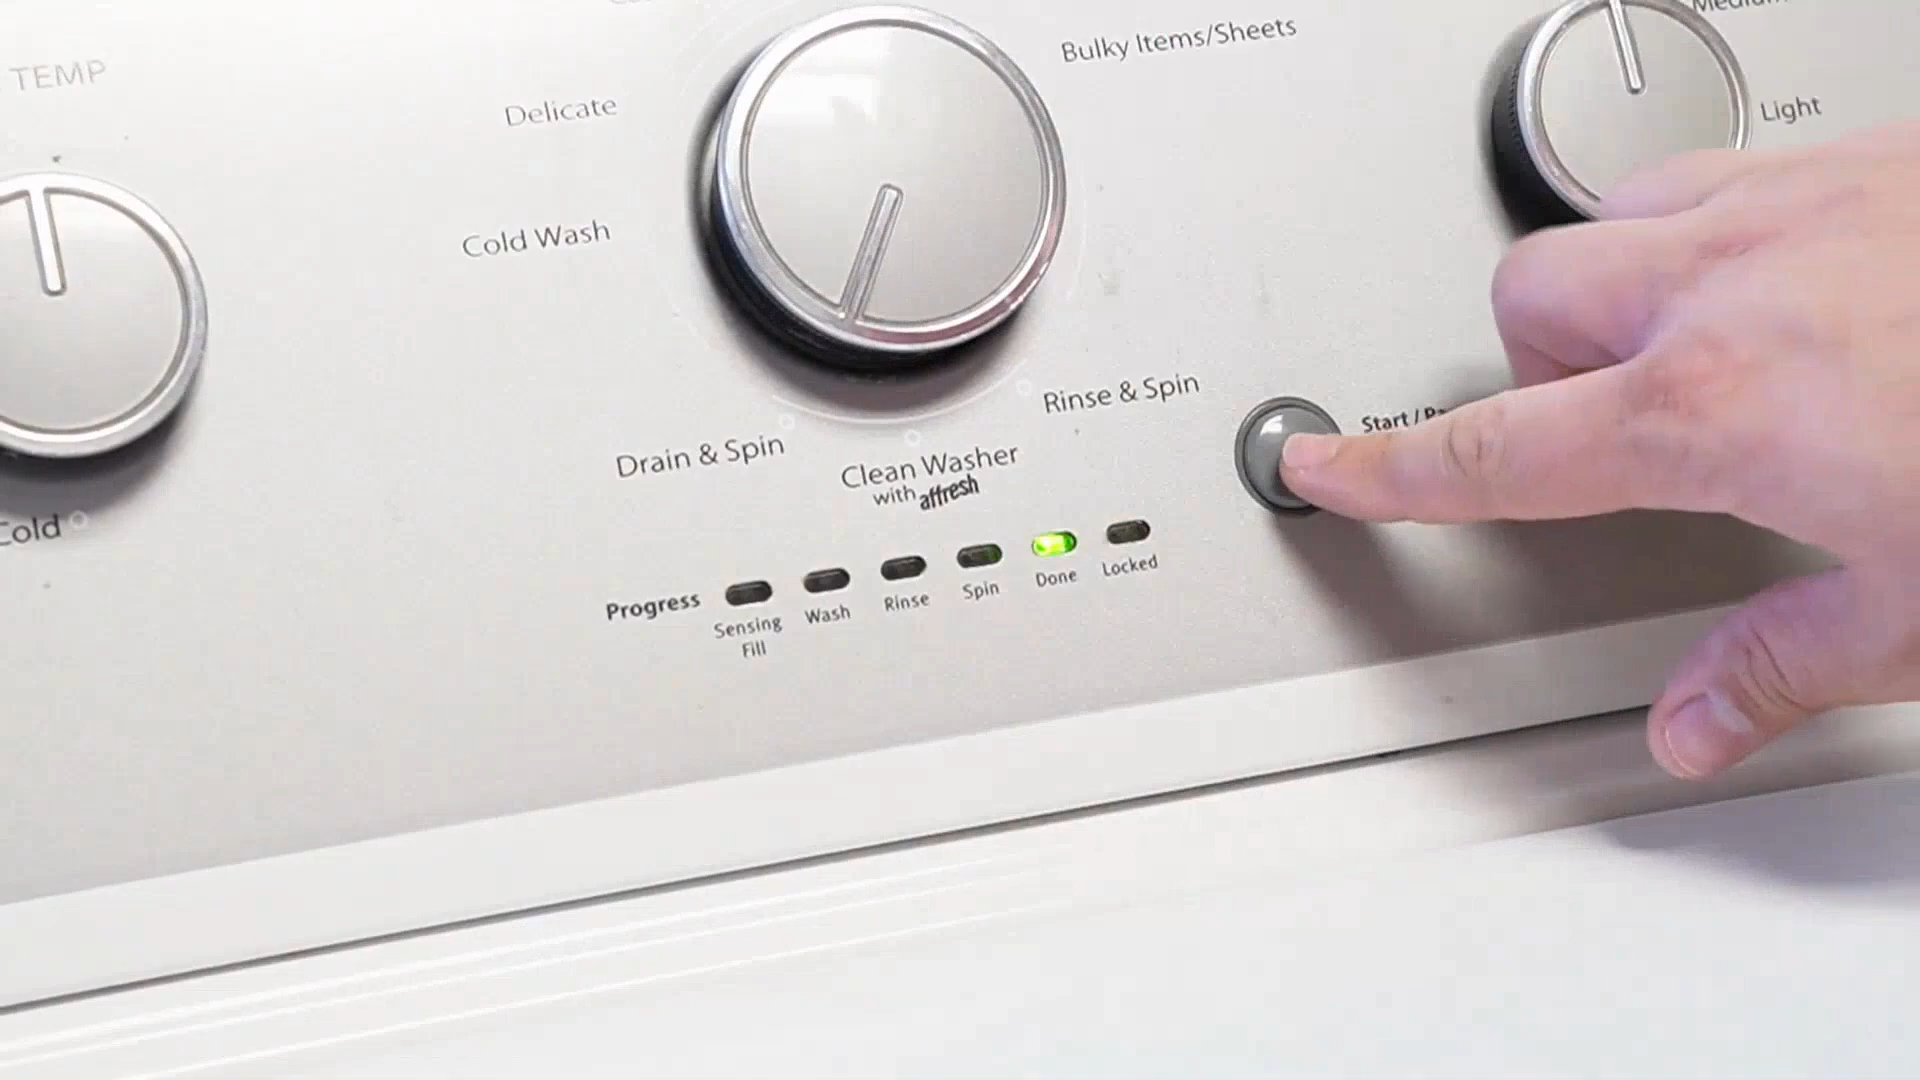 TEMP
Delicate
Bulky Items/Sheets
Light
Cold Wash
Rinse & Spin
Start /
Drain & Spin
Clean Washer
with affresh
Cold
Progress
Sensing
Fill
Wash
Rinse
Spin
Done
Locked